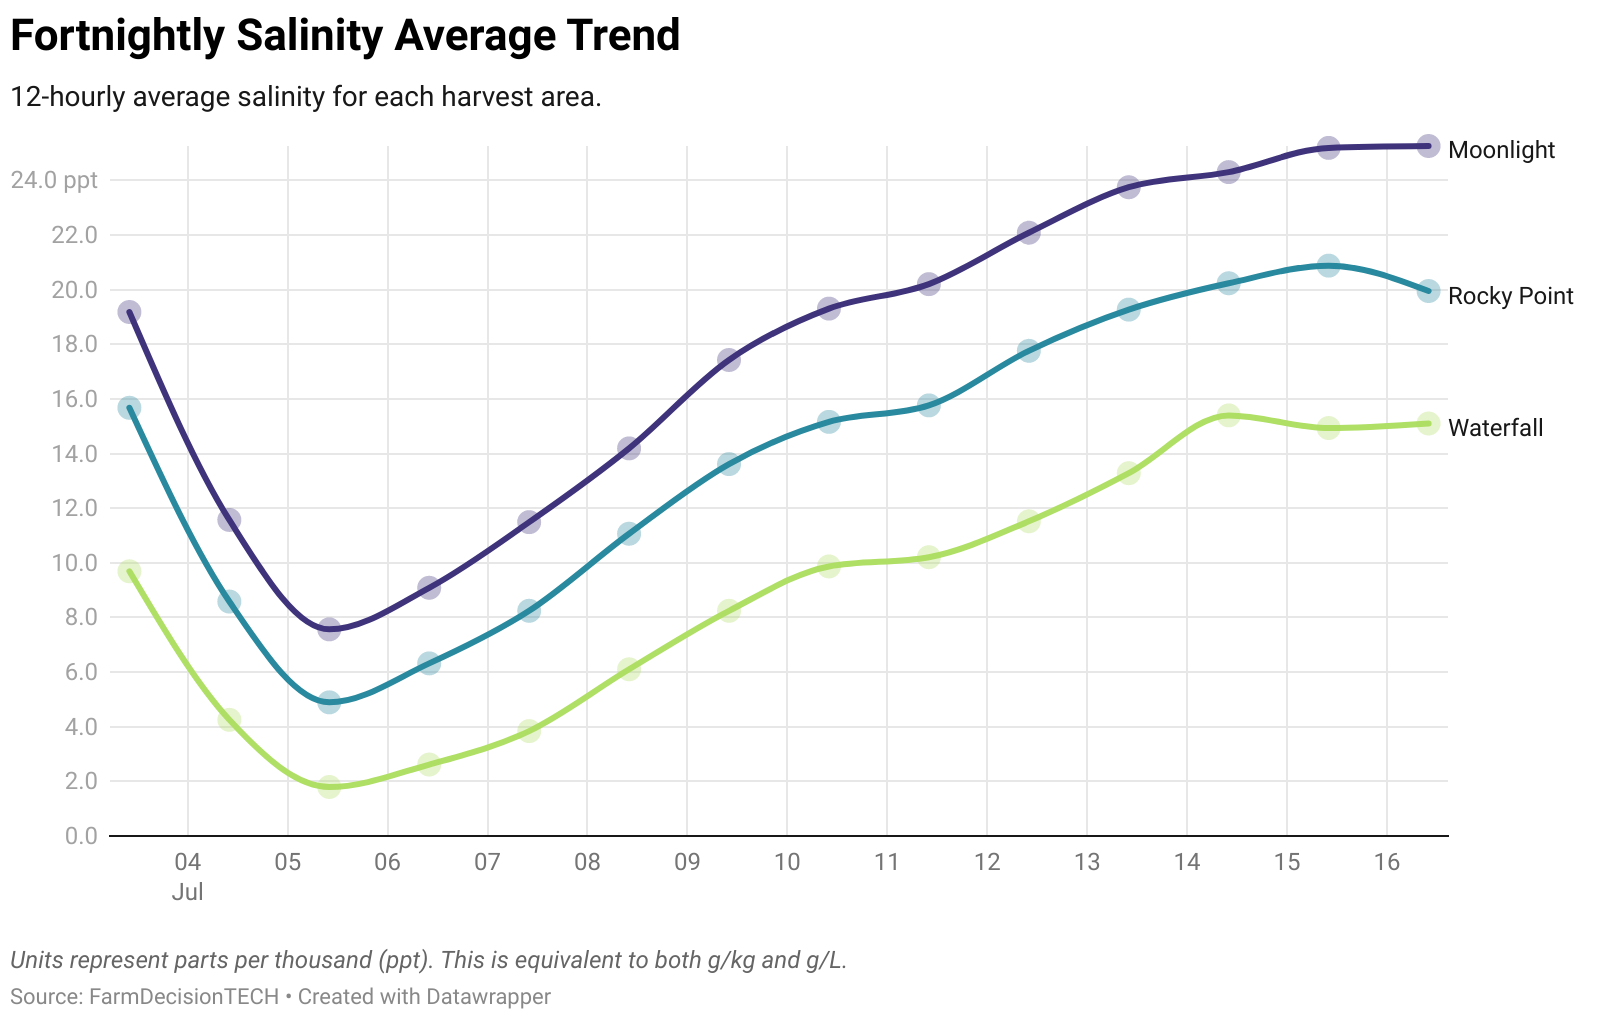 Fortnightly Salinity Average Trend
12-hourly average salinity for each harvest area.
Moonlight
24.0 ppt
22.0
20.0
Rocky Point
18.0
16.0
Waterfall
14.0
12.0
10.0
8.0
6.0
4.0
2.0
0.0
04 05 06 07 08 09 10 11 12 13 14 15 16
Jul
Units represent parts per thousand (ppt). This is equivalent to both g/kg and g/L.
Source: FarmDecisionTECH • Created with Datawrapper